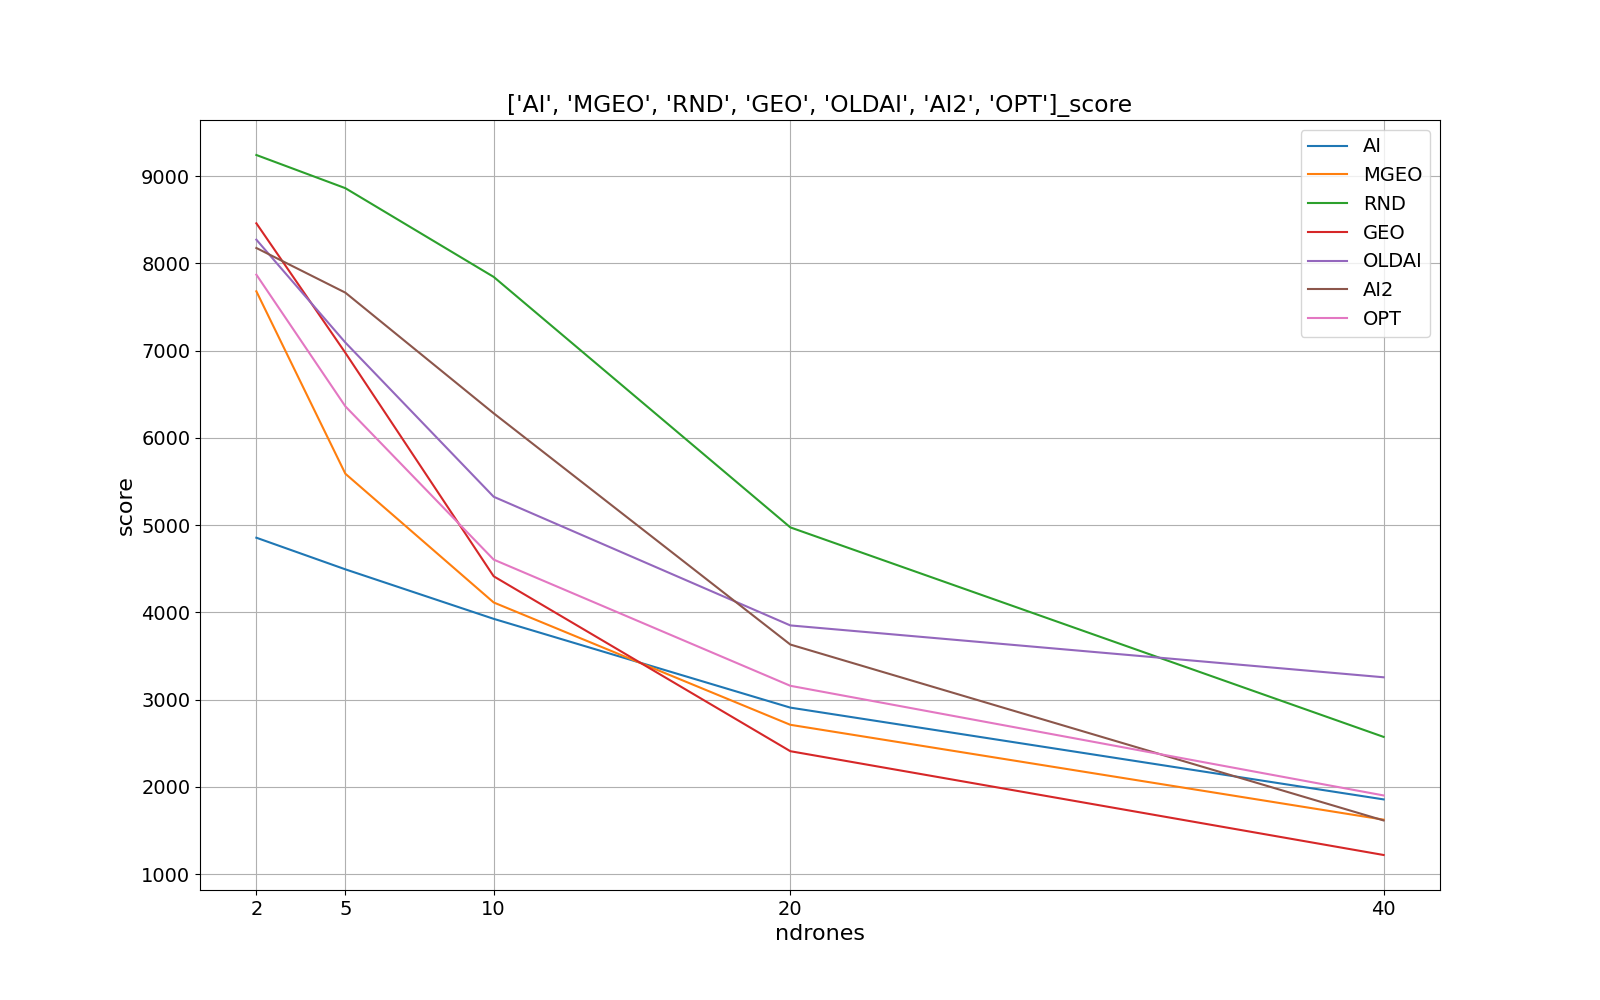 ['AI', 'MGEO', 'RND', 'GEO', 'OLDAI', 'AI2', 'OPT']_score
AI
MGEO
RND
GEO
OLDAI
AI2
OPT
9000
8000
7000
6000
5000
4000
3000
2000
1000
score
2 5 10 20 40
ndrones